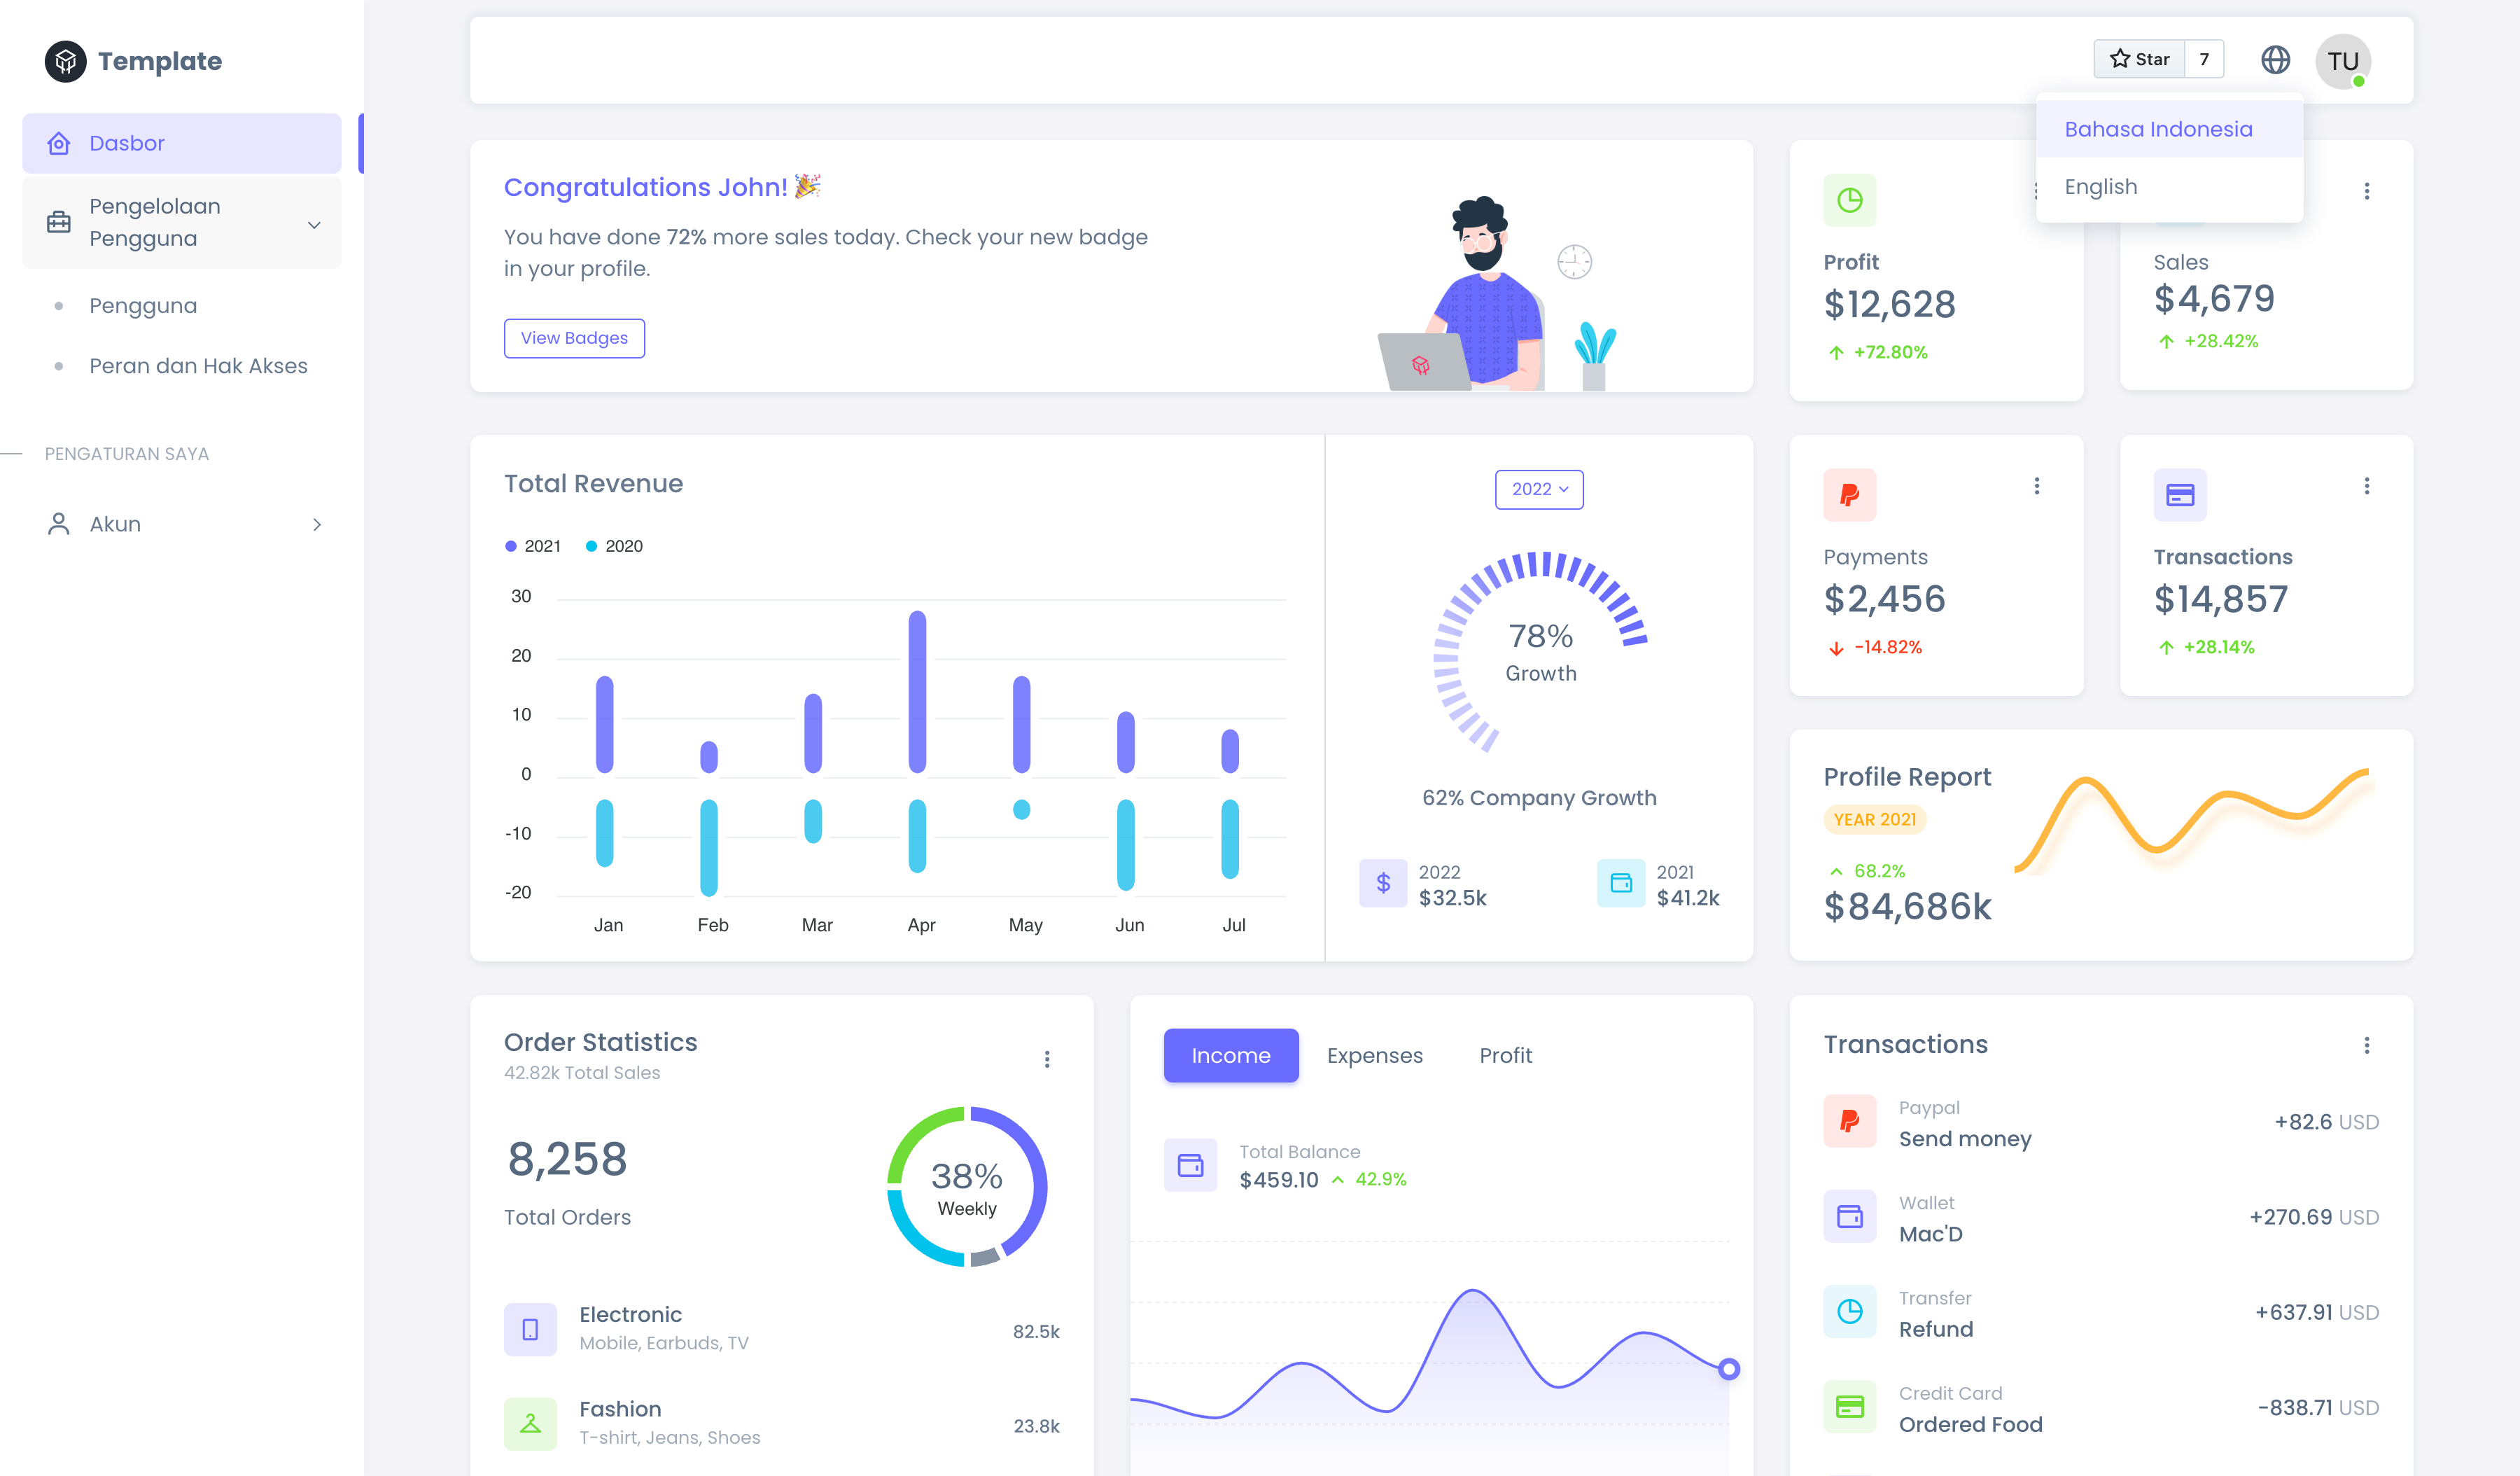 Template
Dasbor
Pengelolaan
Pengguna
Pengguna
Peran dan Hak Akses
PENGATURAN SAYA
Akun
Star 7
TU
Bahasa Indonesia
English
Congratulations John! 🎉
You have done 72% more sales today. Check your new badge
in your profile.
View Badges
Profit
$12,628
+72.80%
Sales
$4,679
+28.42%
Total Revenue
2021 2020
30
20
10
0
-10
-20
Jan Feb Mar Apr May Jun Jul
2022
78%
Growth
62% Company Growth
2022
$32.5k
2021
$41.2k
Payments
$2,456
-14.82%
Transactions
$14,857
+28.14%
Profile Report
YEAR 2021
68.2%
$84,686k
Order Statistics
42.82k Total Sales
8,258
Total Orders
38%
Weekly
Electronic
Mobile, Earbuds, TV
82.5k
Fashion
T-shirt, Jeans, Shoes
23.8k
Income Expenses Profit
Total Balance
$459.10 42.9%
Transactions
Paypal
Send money
+82.6 USD
Wallet
Mac'D
+270.69 USD
Transfer
Refund
+637.91 USD
Credit Card
Ordered Food
-838.71 USD